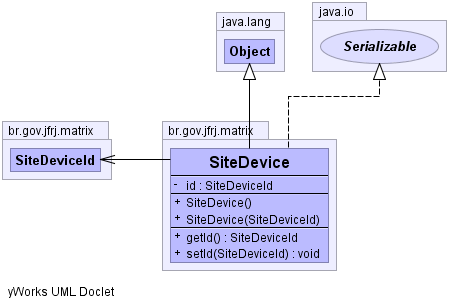 java.lang
java.io
Object
Serializable
br.gov.jfrj.matrix
br.gov.jfrj.matrix
SiteDeviceId
SiteDevice
- id : SiteDeviceId
+ SiteDevice()
+ SiteDevice(SiteDeviceId)
+ getId() : SiteDeviceId
+ setId(SiteDeviceId) : void
yWorks UML Doclet